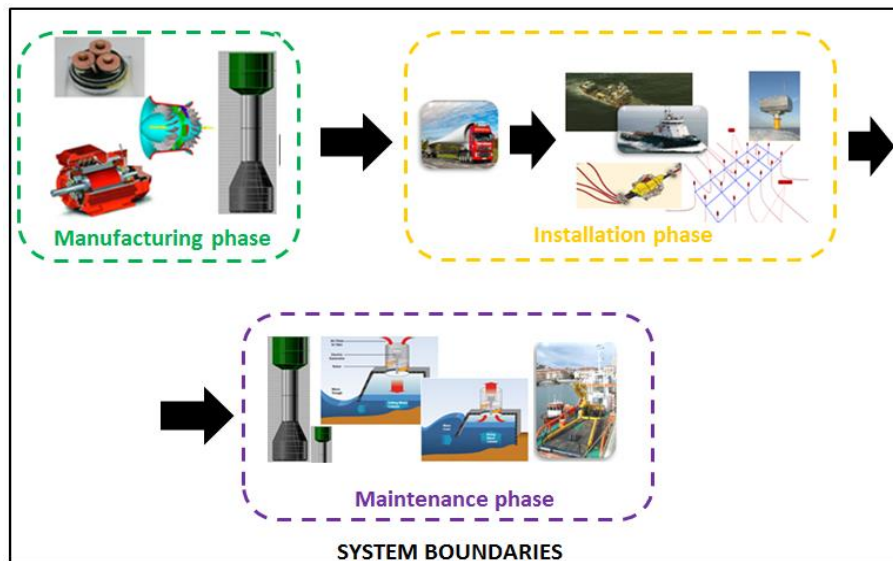 Manufacturing phase
Installation phase
Maintenance phase
SYSTEM BOUNDARIES